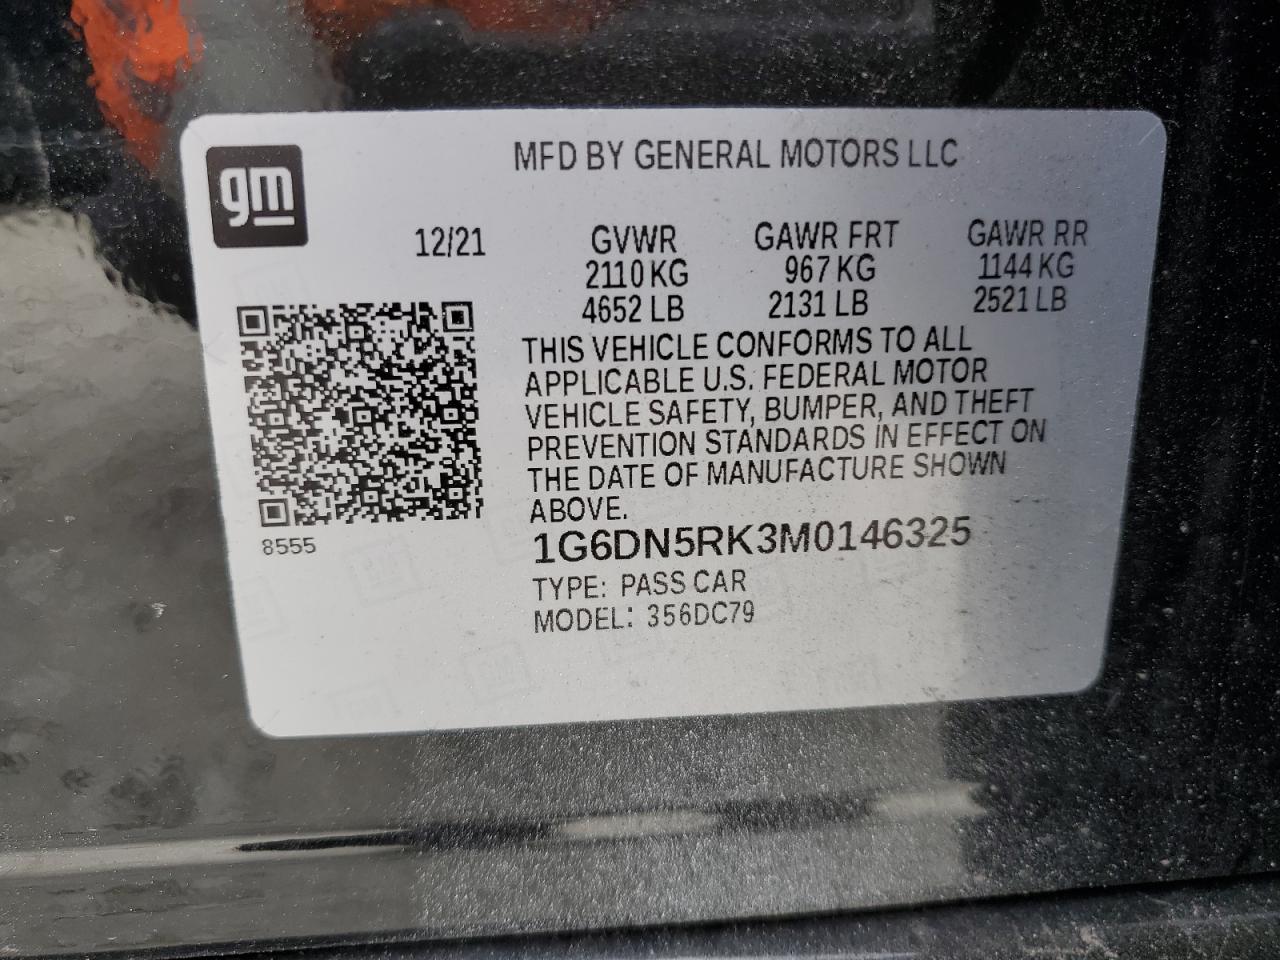 MFD BY GENERAL MOTORS LLC
gm
12/21
GVWR GAWR FRT GAWR RR
2110 KG 967 KG 1144 KG
4652 LB 2131 LB 2521 LB
THIS VEHICLE CONFORMS TO ALL
APPLICABLE U.S. FEDERAL MOTOR
VEHICLE SAFETY, BUMPER, AND THEFT
PREVENTION STANDARDS IN EFFECT ON
THE DATE OF MANUFACTURE SHOWN
ABOVE.
8555
1G6DN5RK3M0146325
TYPE: PASS CAR
MODEL: 356DC79